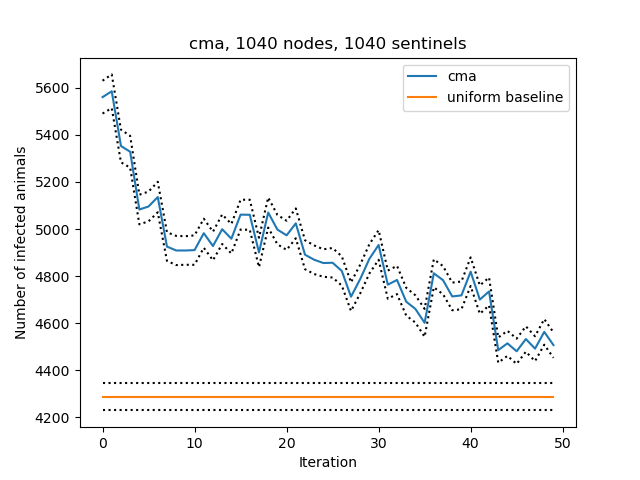 cma, 1040 nodes, 1040 sentinels
cma
uniform baseline
Number of infected animals
5600
5400
5200
5000
4800
4600
4400
4200
0 10 20 30 40 50
Iteration